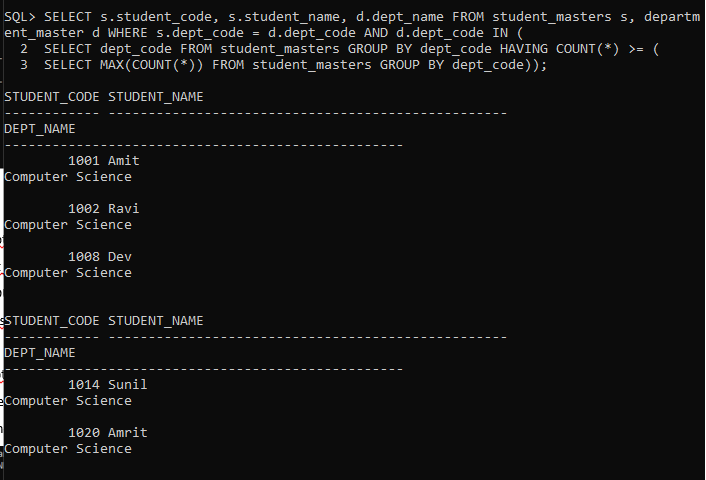 SQL> SELECT s.student_code, s.student_name, d.dept_name FROM student_masters s, departm
ent_master d WHERE s.dept_code = d.dept_code AND d.dept_code IN (
  2  SELECT dept_code FROM student_masters GROUP BY dept_code HAVING COUNT(*) >= (
  3  SELECT MAX(COUNT(*)) FROM student_masters GROUP BY dept_code));
STUDENT_CODE STUDENT_NAME
------------ --------------------------------------------------
DEPT_NAME
--------------------------------------------------
        1001 Amit
Computer Science
        1002 Ravi
Computer Science
        1008 Dev
Computer Science
STUDENT_CODE STUDENT_NAME
------------ --------------------------------------------------
DEPT_NAME
--------------------------------------------------
        1014 Sunil
Computer Science
        1020 Amrit
Computer Science